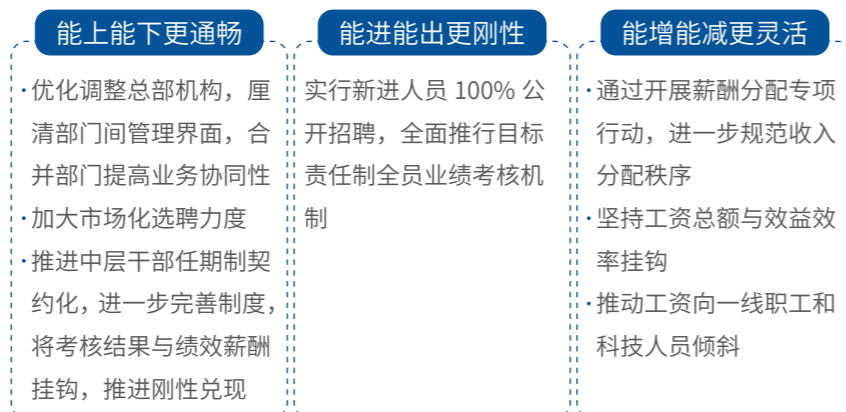 能上能下更通畅
·优化调整总部机构，厘
清部门间管理界面，合
并部门提高业务协同性
·加大市场化选聘力度
·推进中层干部任期制契
约化，进一步完善制度，
将考核结果与绩效薪酬
挂钩，推进刚性兑现
能进能出更刚性
实行新进人员 100% 公
开招聘，全面推行目标
责任制全员业绩考核机
制
能增能减更灵活
·通过开展薪酬分配专项
行动，进一步规范收入
分配秩序
·坚持工资总额与效益效
率挂钩
·推动工资向一线职工和
科技人员倾斜